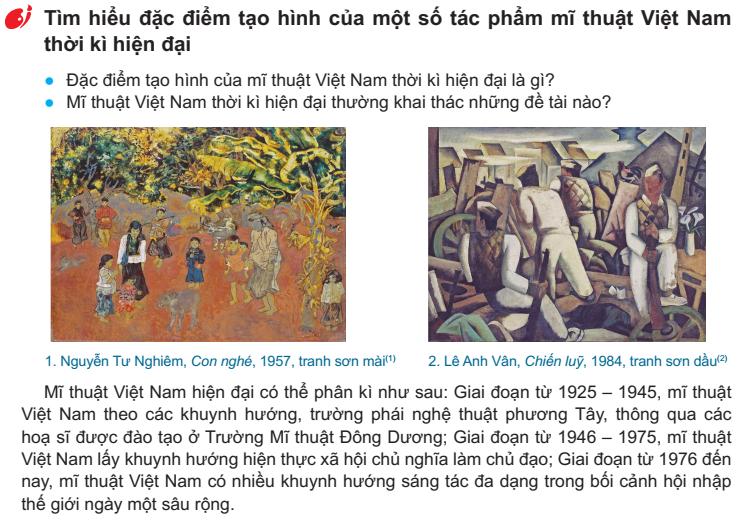 Tìm hiểu đặc điểm tạo hình của một số tác phẩm mĩ thuật Việt Nam
thời kì hiện đại
● Đặc điểm tạo hình của mĩ thuật Việt Nam thời kì hiện đại là gì?
● Mĩ thuật Việt Nam thời kì hiện đại thường khai thác những đề tài nào?
1. Nguyễn Tư Nghiêm, Con nghé, 1957, tranh sơn mài(1)
2. Lê Anh Vân, Chiến luỹ, 1984, tranh sơn dầu(2)
Mĩ thuật Việt Nam hiện đại có thể phân kì như sau: Giai đoạn từ 1925 – 1945, mĩ thuật
Việt Nam theo các khuynh hướng, trường phái nghệ thuật phương Tây, thông qua các
hoạ sĩ được đào tạo ở Trường Mĩ thuật Đông Dương; Giai đoạn từ 1946 – 1975, mĩ thuật
Việt Nam lấy khuynh hướng hiện thực xã hội chủ nghĩa làm chủ đạo; Giai đoạn từ 1976 đến
nay, mĩ thuật Việt Nam có nhiều khuynh hướng sáng tác đa dạng trong bối cảnh hội nhập
thế giới ngày một sâu rộng.